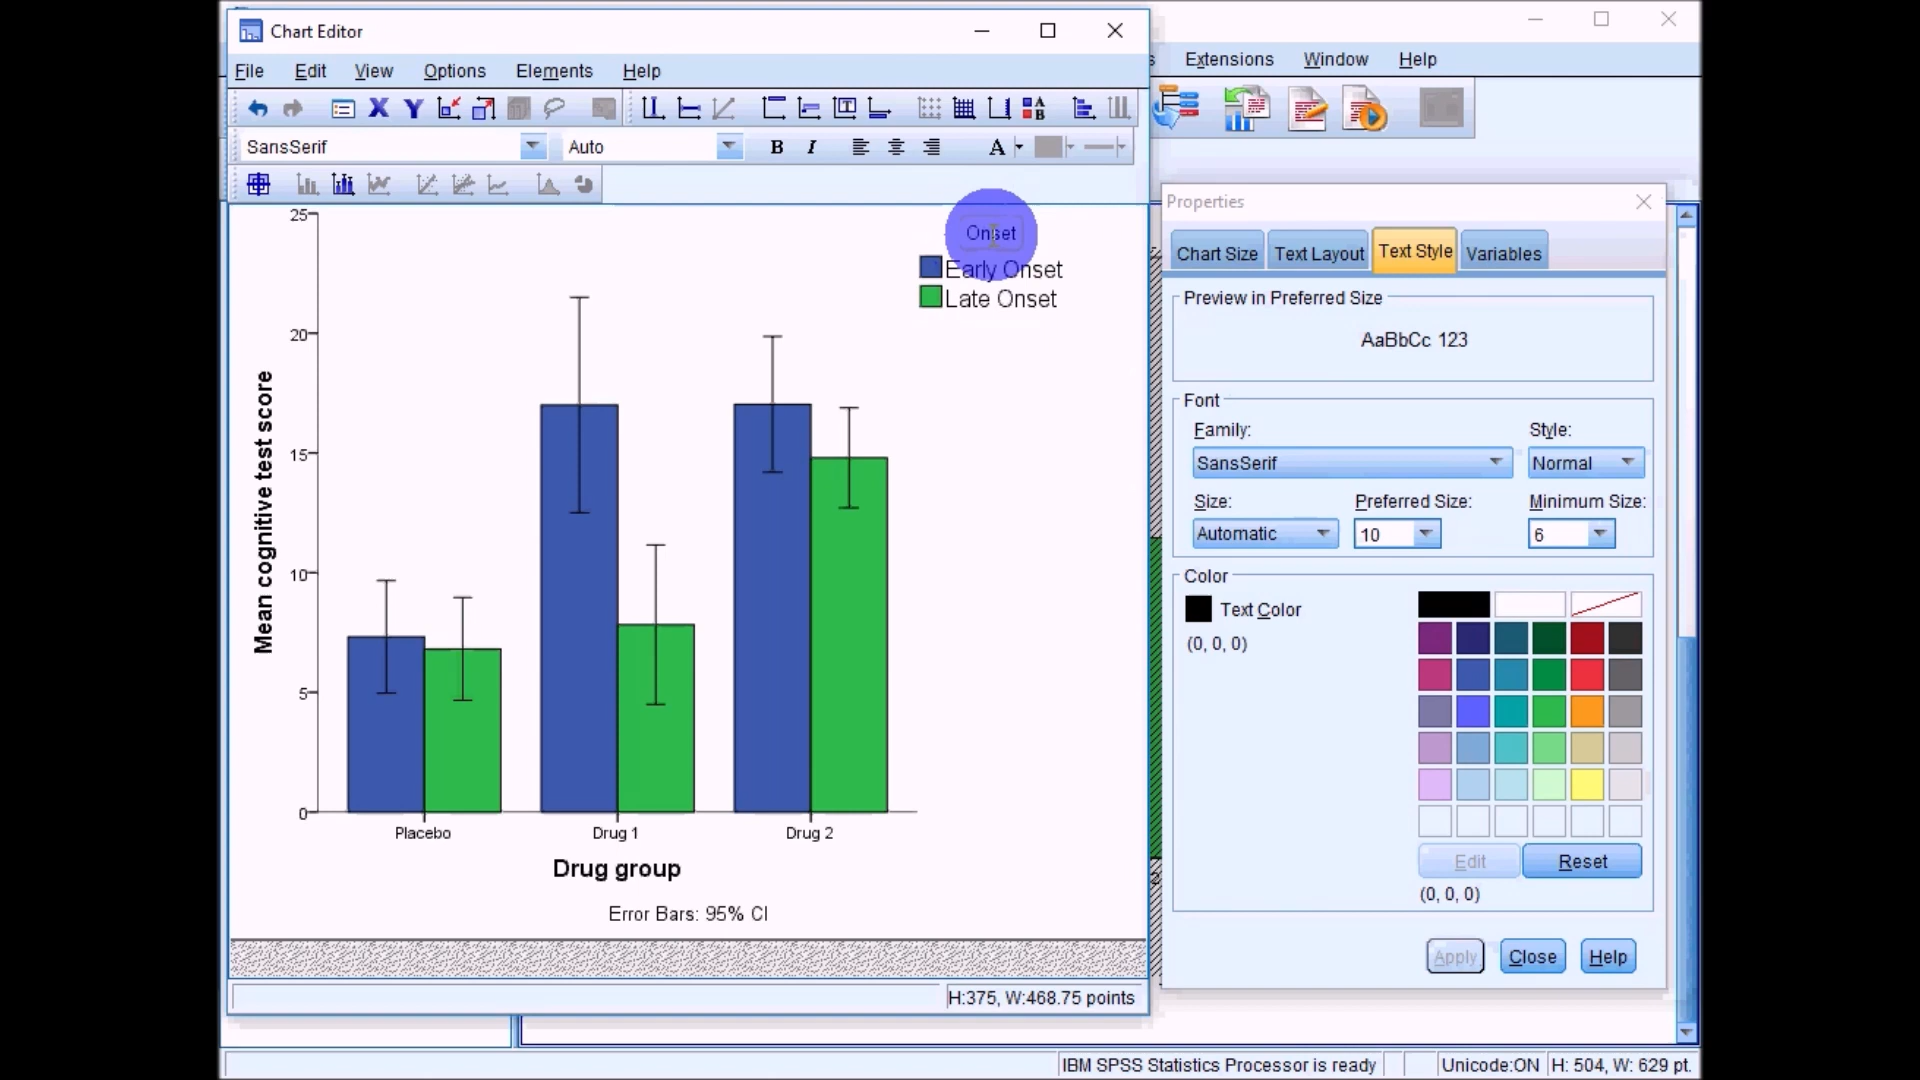 Chart Editor
File Edit View Options Elements Help
s Extensions Window Help
X Y
SansSerif Auto B I A
Properties
Chart Size Text Layout Text Style Variables
Preview in Preferred Size
AaBbCc 123
Font
Family: Style:
SansSerif Normal
Size: Preferred Size: Minimum Size:
Automatic 10 6
Color
Text Color
(0, 0, 0)
Edit Reset
(0, 0, 0)
Apply Close Help
Onset
Early Onset
Late Onset
25
20
15
10
5
0
Mean cognitive test score
Placebo Drug 1 Drug 2
Drug group
Error Bars: 95% CI
H:375, W:468.75 points
IBM SPSS Statistics Processor is ready Unicode:ON H: 504, W: 629 pt.